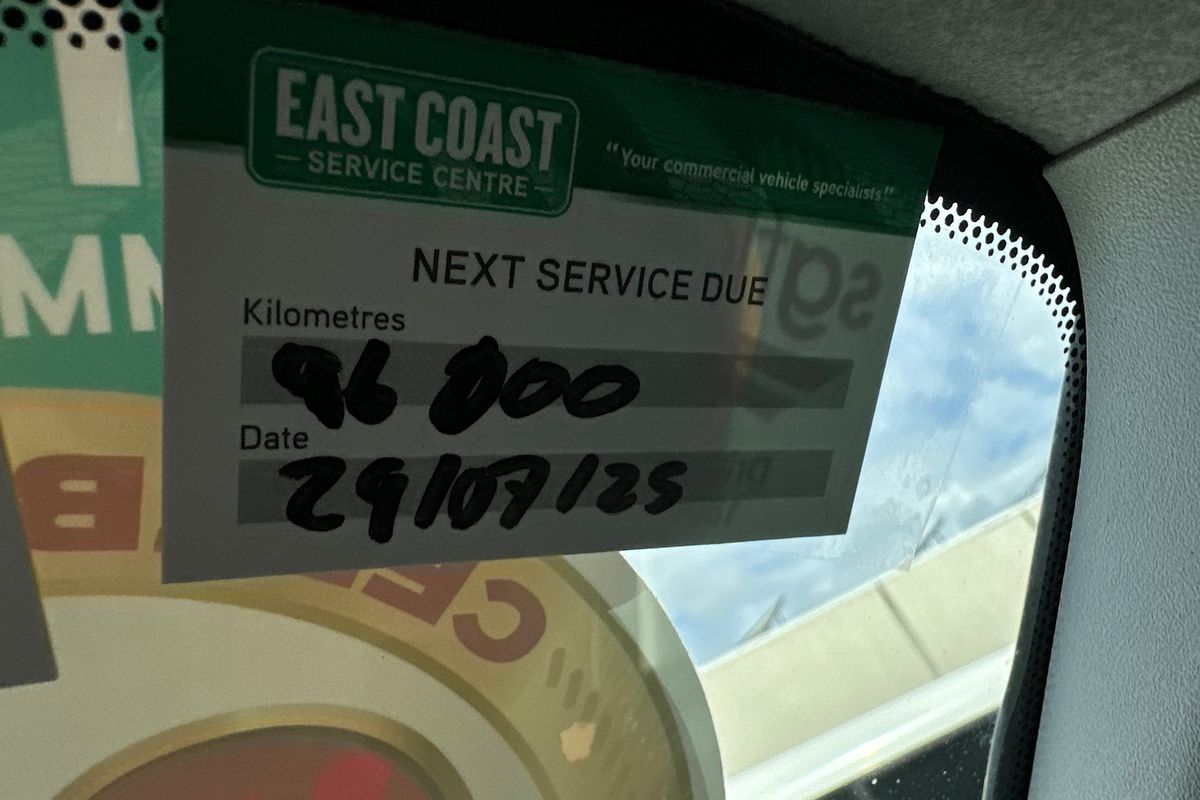 EAST COAST
SERVICE CENTRE
"Your commercial vehicle specialists"
NEXT SERVICE DUE
Kilometres
96 000
Date
29/07/25